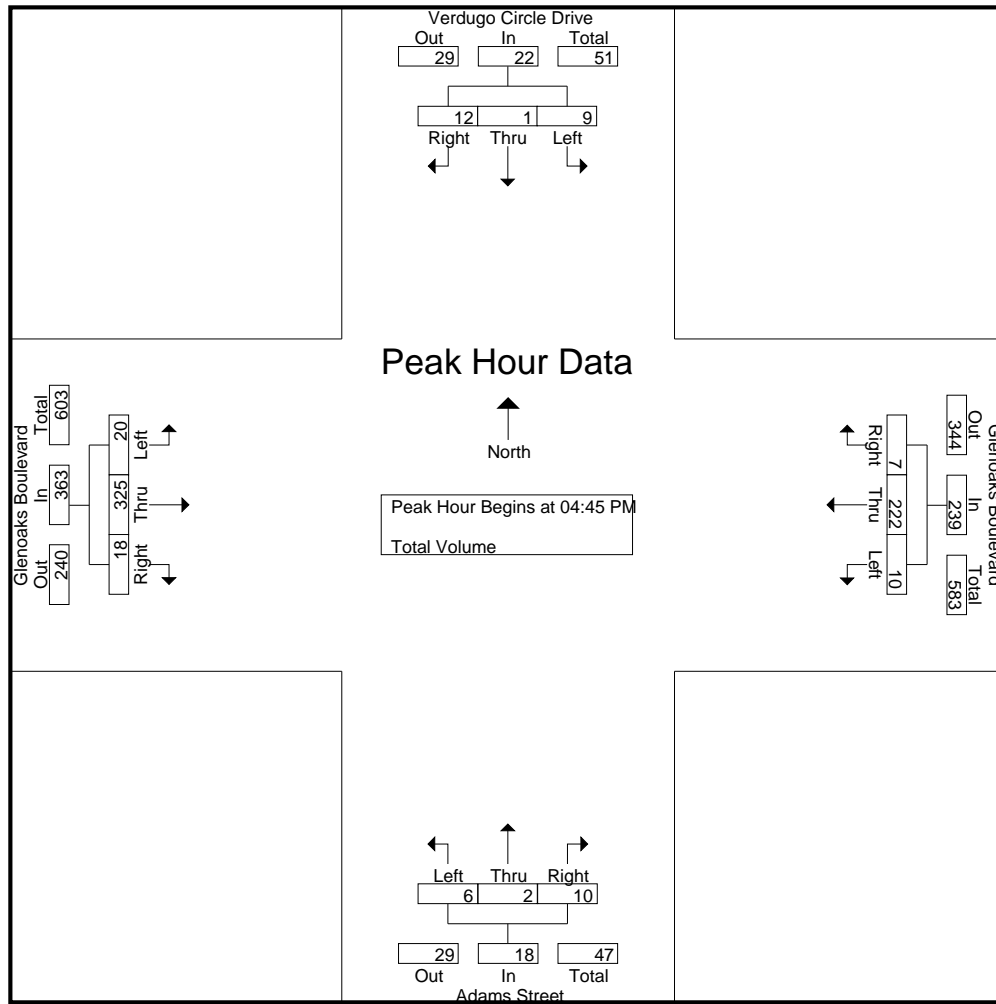 Verdugo Circle Drive
Out In Total
29 22 51
12 1 9
Right Thru Left
Peak Hour Data
North
Peak Hour Begins at 04:45 PM
Total Volume
Glenoaks Boulevard
Out In Total
240 363 603
20 325 18
Left Thru Right
Glenoaks Boulevard
Out In Total
344 239 583
7 222 10
Right Thru Left
Left Thru Right
6 2 10
29 18 47
Out In Total
Adams Street